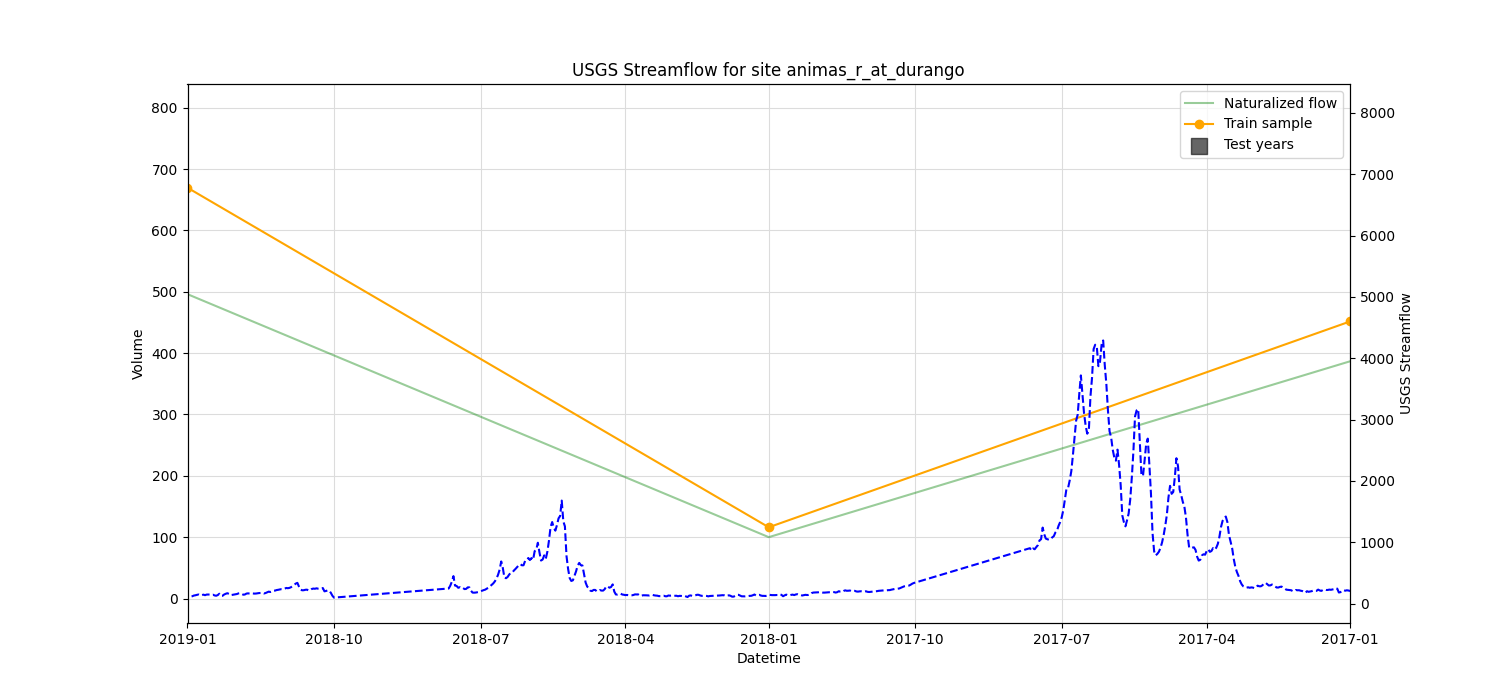 USGS Streamflow for site animas_r_at_durango
Naturalized flow
Train sample
Test years
Volume
800
700
600
500
400
300
200
100
0
8000
7000
6000
5000
4000
3000
2000
1000
0
USGS Streamflow
2019-01 2018-10 2018-07 2018-04 2018-01 2017-10 2017-07 2017-04 2017-01
Datetime